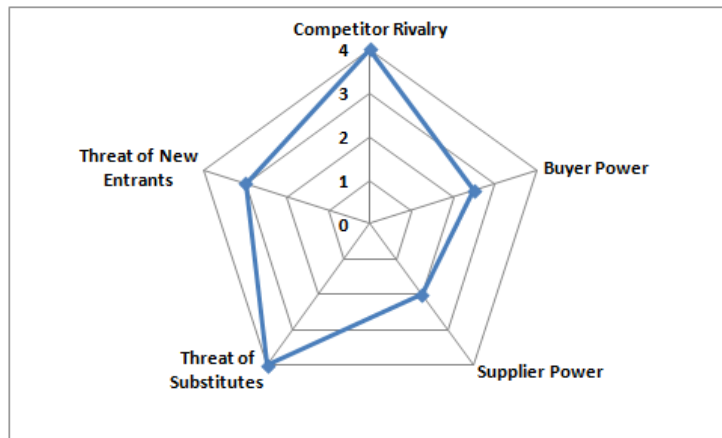 Competitor Rivalry
4
3
2
1
0
Buyer Power
Supplier Power
Threat of
Substitutes
Threat of New
Entrants